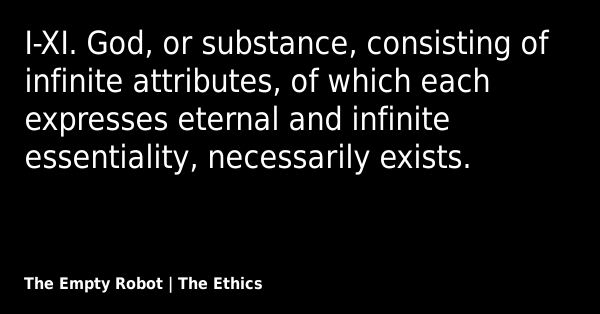 I-XI. God, or substance, consisting of
infinite attributes, of which each
expresses eternal and infinite
essentiality, necessarily exists.
The Empty Robot | The Ethics